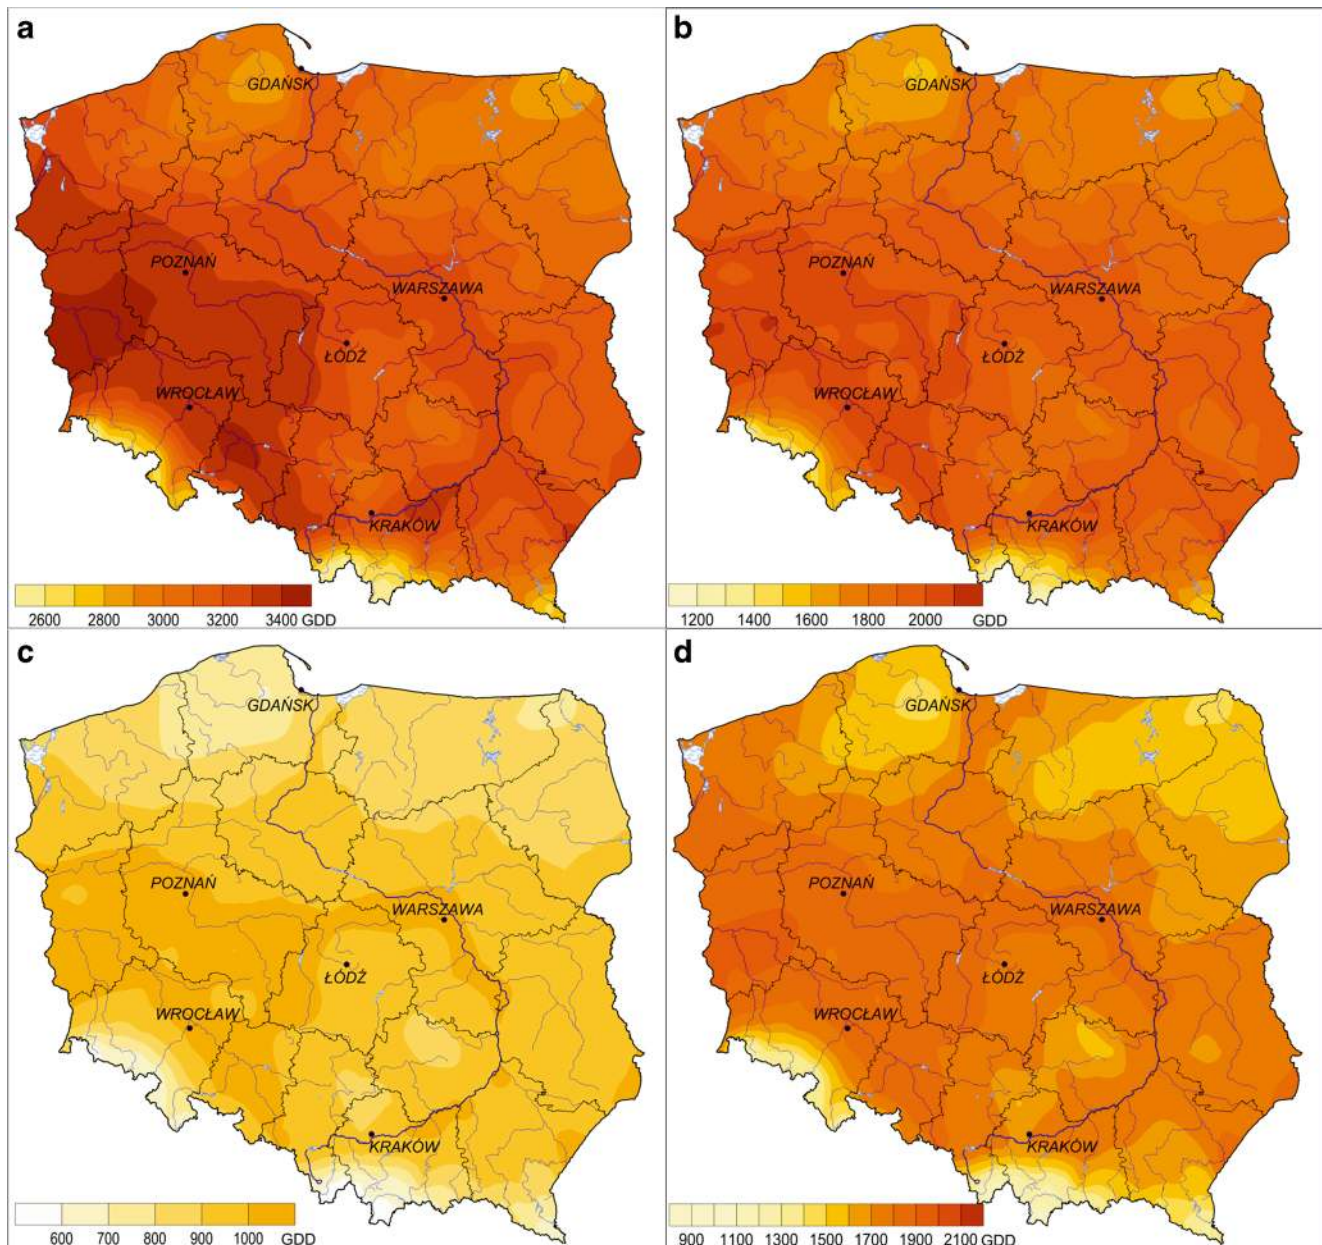 a
GDAŃSK
POZNAŃ
WARSZAWA
ŁÓDŹ
WROCŁAW
KRAKÓW
2600 2800 3000 3200 3400 GDD
b
GDAŃSK
POZNAŃ
WARSZAWA
ŁÓDŹ
WROCŁAW
KRAKÓW
1200 1400 1600 1800 2000 GDD
c
GDAŃSK
POZNAŃ
WARSZAWA
ŁÓDŹ
WROCŁAW
KRAKÓW
600 700 800 900 1000 GDD
d
GDAŃSK
POZNAŃ
WARSZAWA
ŁÓDŹ
WROCŁAW
KRAKÓW
900 1100 1300 1500 1700 1900 2100 GDD